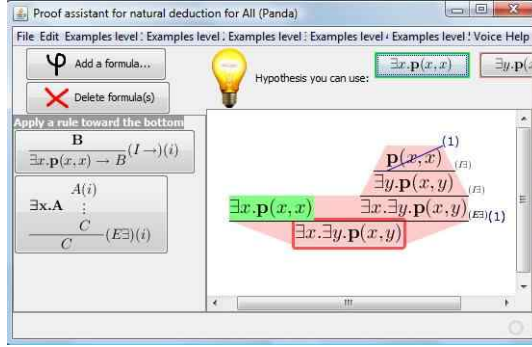 Proof assistant for natural deduction for All (Panda)
File Edit Examples level: Examples level: Examples level: Examples level: Examples level! Voice Help
Add a formula...
Delete formula(s)
Hypothesis you can use:
∃x.p(x,x)
∃y.p(x
Apply a rule toward the bottom
B
∃x.p(x,x) → B (I→)(i)
A(i)
∃x.A ⋮
C
C (E∃)(i)
(1)
p(x,x)
(I∃)
∃y.p(x,y)
(I∃)
∃x.p(x,x) ∃x.∃y.p(x,y)
(E∃)(1)
∃x.∃y.p(x,y)